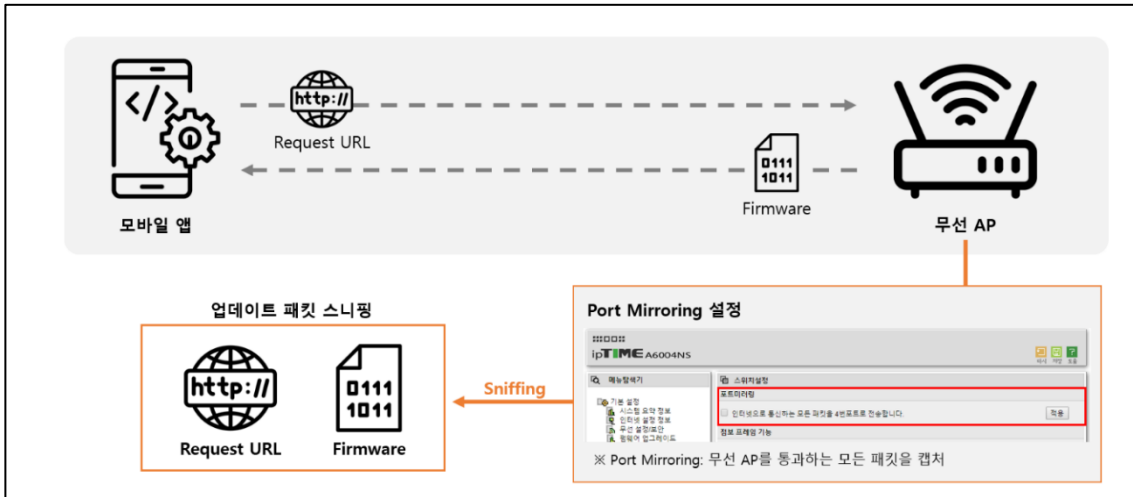 http://
Request URL
0111
1011
Firmware
모바일 앱
무선 AP
업데이트 패킷 스니핑
http://
0111
1011
Request URL
Firmware
Sniffing
Port Mirroring 설정
ipTIME A6004NS
메뉴탐색기
기본 설정
시스템 요약 정보
인터넷 설정 정보
무선 설정/보안
펌웨어 업그레이드
스위치설정
포트미러링
인터넷으로 통신하는 모든 패킷을 4번포트로 전송합니다.
적용
점보 프레임 기능
※ Port Mirroring: 무선 AP를 통과하는 모든 패킷을 캡처